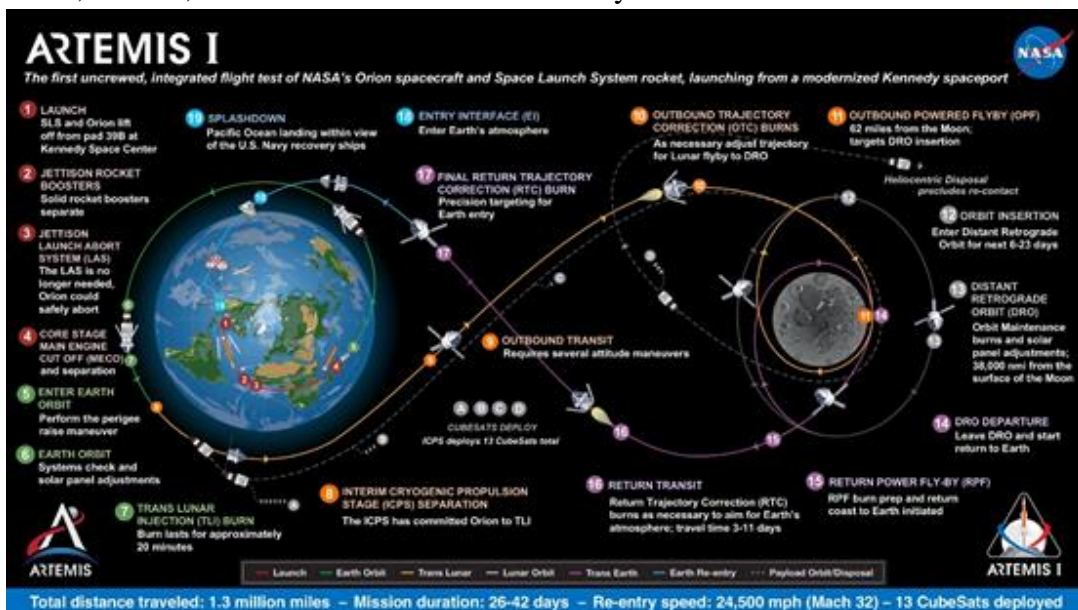 ARTEMIS I
NASA
The first uncrewed, integrated flight test of NASA's Orion spacecraft and Space Launch System rocket, launching from a modernized Kennedy spaceport
1 LAUNCH
SLS and Orion lift
off from pad 39B at
Kennedy Space Center
2 JETTISON ROCKET
BOOSTERS
Solid rocket boosters
separate
3 JETTISON
LAUNCH ABORT
SYSTEM (LAS)
The LAS is no
longer needed,
Orion could
safely abort
4 CORE STAGE
MAIN ENGINE
CUT OFF (MECO)
and separation
5 ENTER EARTH
ORBIT
Perform the perigee
raise maneuver
6 EARTH ORBIT
Systems check and
solar panel adjustments
7 TRANS LUNAR
INJECTION (TLI) BURN
Burn lasts for approximately
20 minutes
8 INTERIM CRYOGENIC PROPULSION
STAGE (ICPS) SEPARATION
The ICPS has committed Orion to TLI
9 OUTBOUND TRANSIT
Requires several attitude maneuvers
A B C D
CUBESATS DEPLOY
ICPS deploys 13 CubeSats total
10 OUTBOUND TRAJECTORY
CORRECTION (OTC) BURNS
As necessary adjust trajectory
for Lunar flyby to DRO
11 OUTBOUND POWERED FLYBY (OPF)
62 miles from the Moon;
targets DRO insertion
Heliocentric Disposal
precludes re-contact
12 ORBIT INSERTION
Enter Distant Retrograde
Orbit for next 6-23 days
13 DISTANT
RETROGRADE
ORBIT (DRO)
Orbit Maintenance
burns and solar
panel adjustments;
38,000 nmi from the
surface of the Moon
14 DRO DEPARTURE
Leave DRO and start
return to Earth
15 RETURN POWER FLY-BY (RPF)
RPF burn prep and return
coast to Earth initiated
16 RETURN TRANSIT
Return Trajectory Correction (RTC)
burns as necessary to aim for Earth's
atmosphere; travel time 3-11 days
17 FINAL RETURN TRAJECTORY
CORRECTION (RTC) BURN
Precision targeting for
Earth entry
18 ENTRY INTERFACE (EI)
Enter Earth's atmosphere
19 SPLASHDOWN
Pacific Ocean landing within view
of the U.S. Navy recovery ships
ARTEMIS
ARTEMIS I
Launch Earth Orbit Trans Lunar Lunar Orbit Trans Earth Earth Re-entry Payload Orbit/Disposal
Total distance traveled: 1.3 million miles – Mission duration: 26-42 days – Re-entry speed: 24,500 mph (Mach 32) – 13 CubeSats deployed